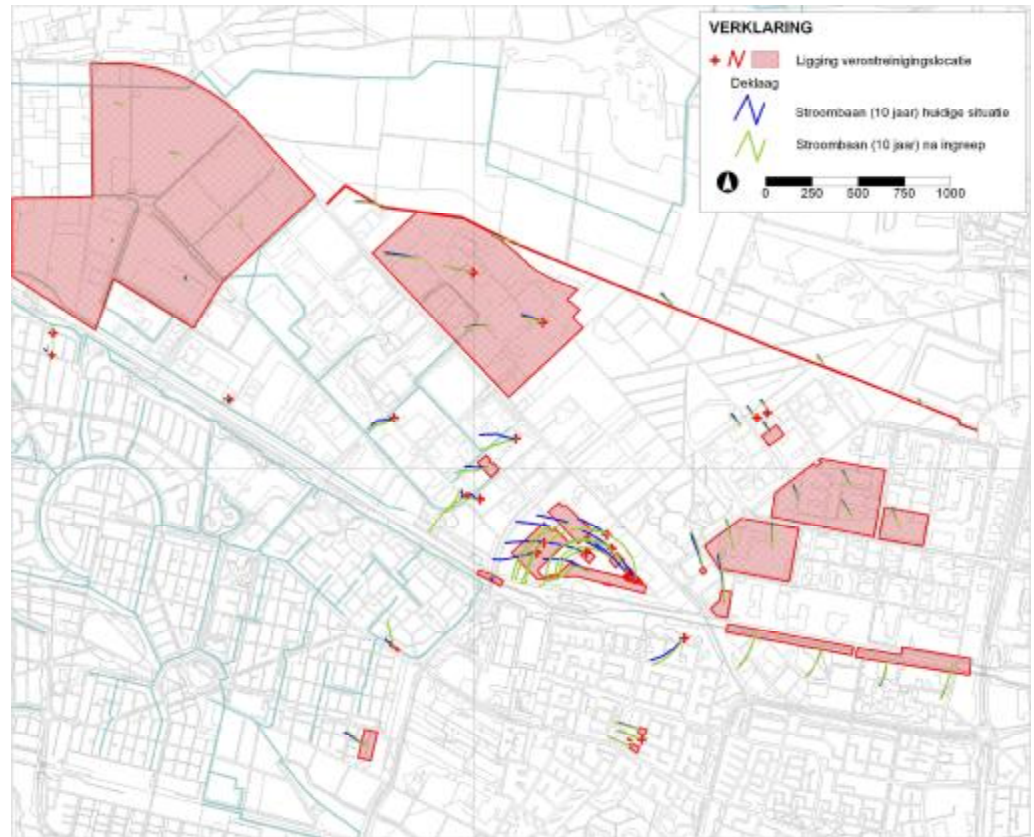 VERKLARING
Ligging verontreinigingslocatie
Deklaag
Stroombaan (10 jaar) huidige situatie
Stroombaan (10 jaar) na ingreep
0 250 500 750 1000